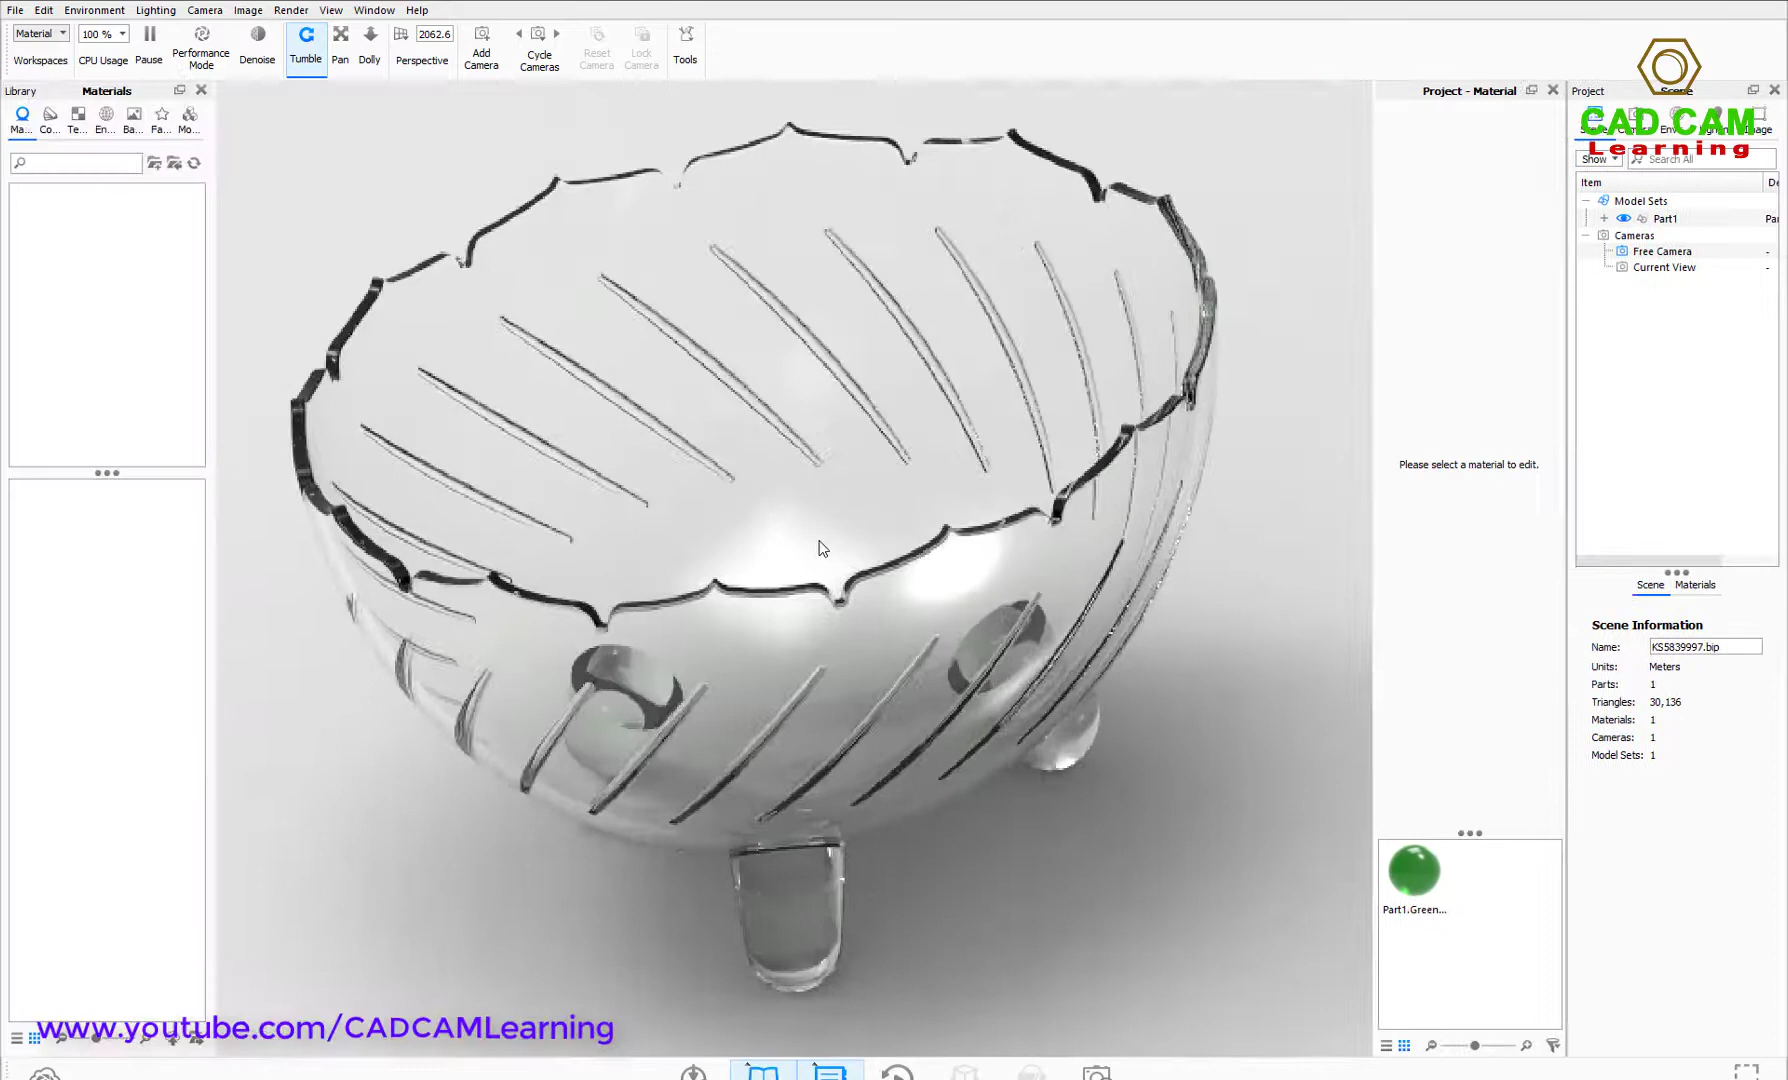 File Edit Environment Lighting Camera Image Render View Window Help
Material 100 % 2062.6
Workspaces CPU Usage Pause Performance Mode Denoise Tumble Pan Dolly Perspective Add Camera Cycle Cameras Reset Camera Lock Camera Tools
Library Materials
Ma... Co... Te... En... Ba... Fa... Mo...
Project - Material
Please select a material to edit.
Part1.Green...
Project Scene
CAD CAM
Learning
Show Search All
Item De
Model Sets
Part1 Par
Cameras
Free Camera -
Current View -
Scene Materials
Scene Information
Name: KS5839997.bip
Units: Meters
Parts: 1
Triangles: 30,136
Materials: 1
Cameras: 1
Model Sets: 1
www.youtube.com/CADCAMLearning